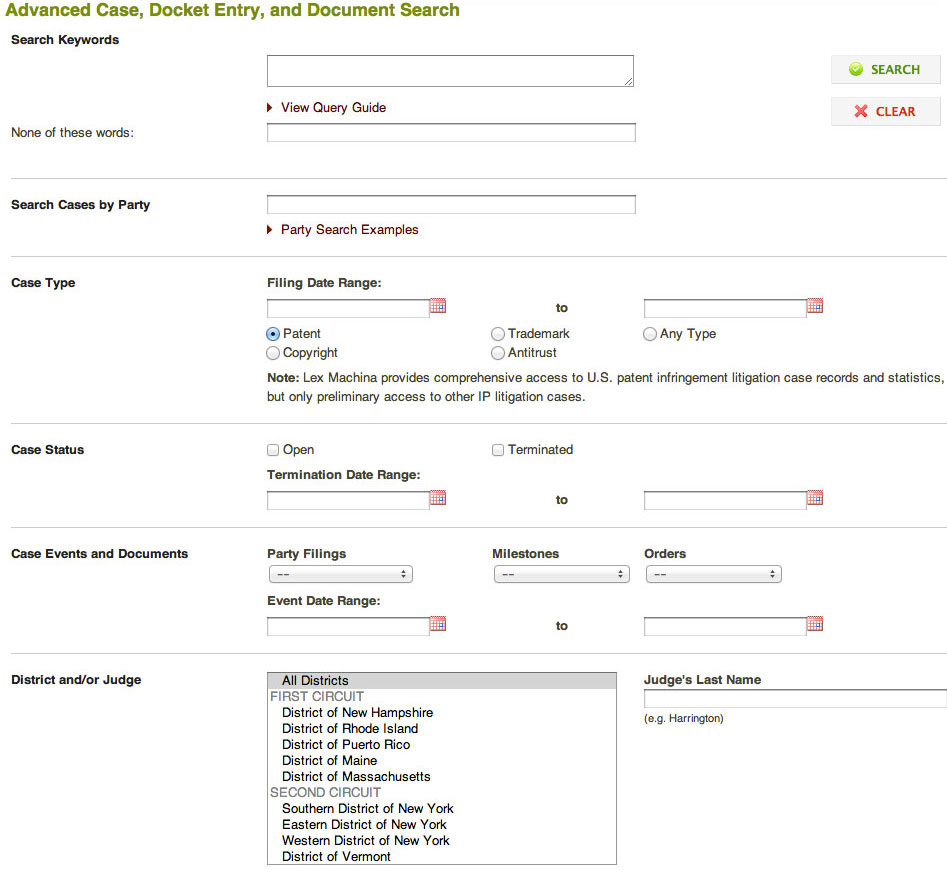 Advanced Case, Docket Entry, and Document Search
Search Keywords
SEARCH
View Query Guide
CLEAR
None of these words:
Search Cases by Party
Party Search Examples
Case Type
Filing Date Range:
to
Patent
Trademark
Any Type
Copyright
Antitrust
Note: Lex Machina provides comprehensive access to U.S. patent infringement litigation case records and statistics,
but only preliminary access to other IP litigation cases.
Case Status
Open
Terminated
Termination Date Range:
to
Case Events and Documents
Party Filings
Milestones
Orders
--
--
--
Event Date Range:
to
District and/or Judge
All Districts
FIRST CIRCUIT
District of New Hampshire
District of Rhode Island
District of Puerto Rico
District of Maine
District of Massachusetts
SECOND CIRCUIT
Southern District of New York
Eastern District of New York
Western District of New York
District of Vermont
Judge's Last Name
(e.g. Harrington)